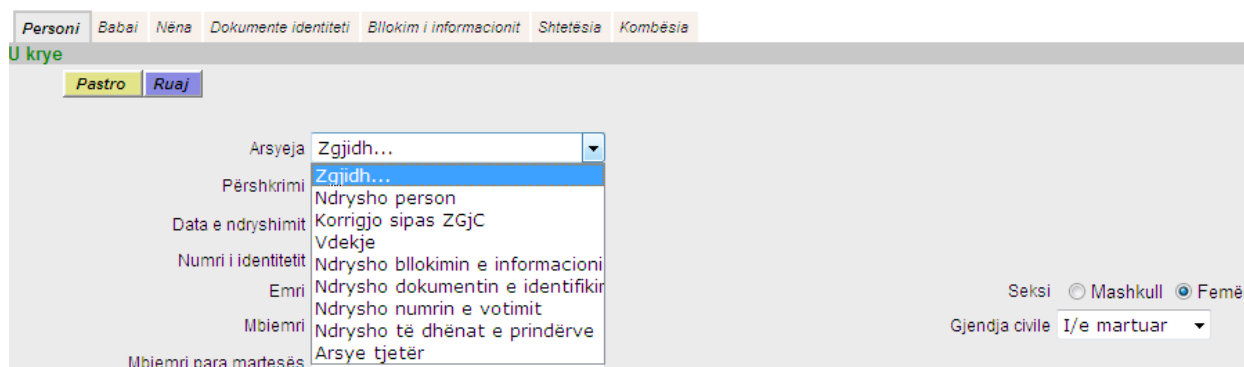 Personi Babai Nëna Dokumente identiteti Bllokim i informacionit Shtetësia Kombësia
U krye
Pastro Ruaj
Arsyeja Zgjidh...
Zgjidh...
Përshkrimi
Ndrysho person
Data e ndryshimit Korrigjo sipas ZGjC
Vdekje
Numri i identitetit Ndrysho bllokimin e informacioni
Emri Ndrysho dokumentin e identifikir Seksi Mashkull Femë
Ndrysho numrin e votimit
Mbiemri Ndrysho të dhënat e prindërve Gjendja civile I/e martuar
Mbiemri para martesës Arsye tjetër